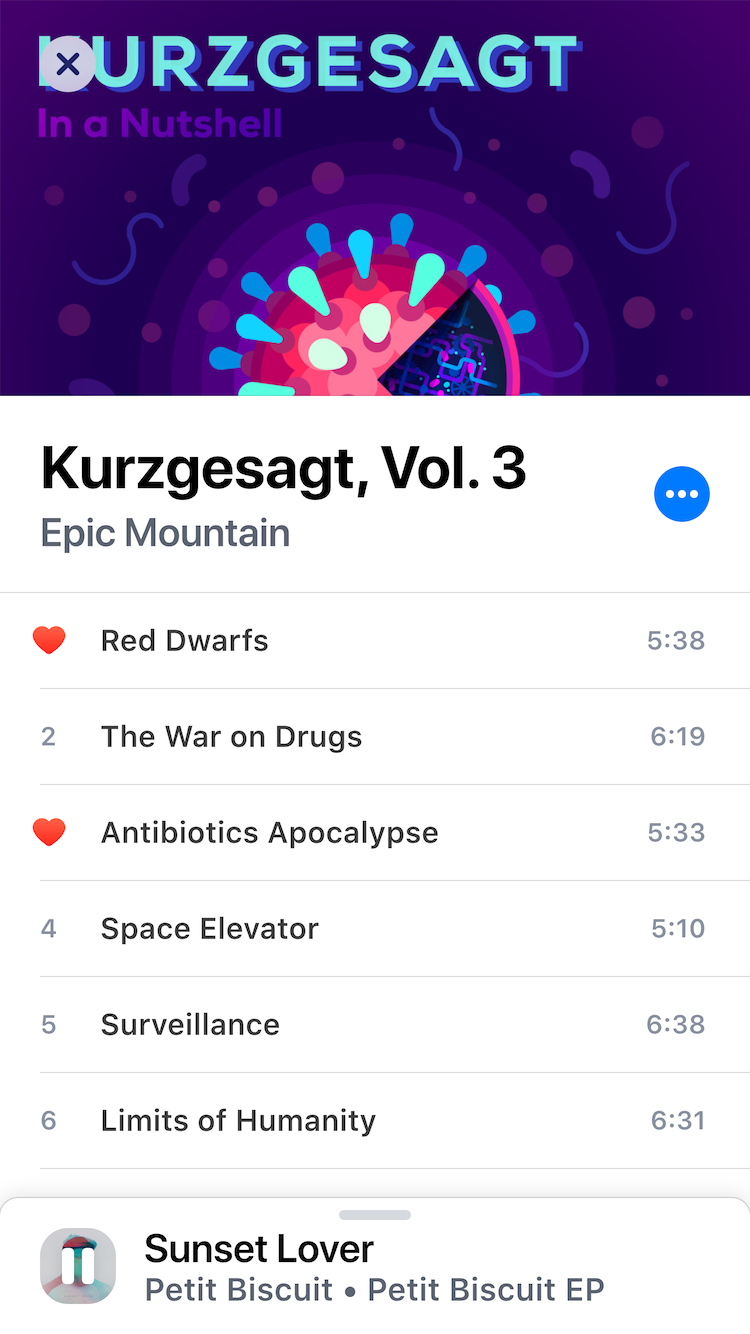 KURZGESAGT
In a Nutshell
Kurzgesagt, Vol. 3
Epic Mountain
Red Dwarfs 5:38
2 The War on Drugs 6:19
Antibiotics Apocalypse 5:33
4 Space Elevator 5:10
5 Surveillance 6:38
6 Limits of Humanity 6:31
Sunset Lover
Petit Biscuit • Petit Biscuit EP